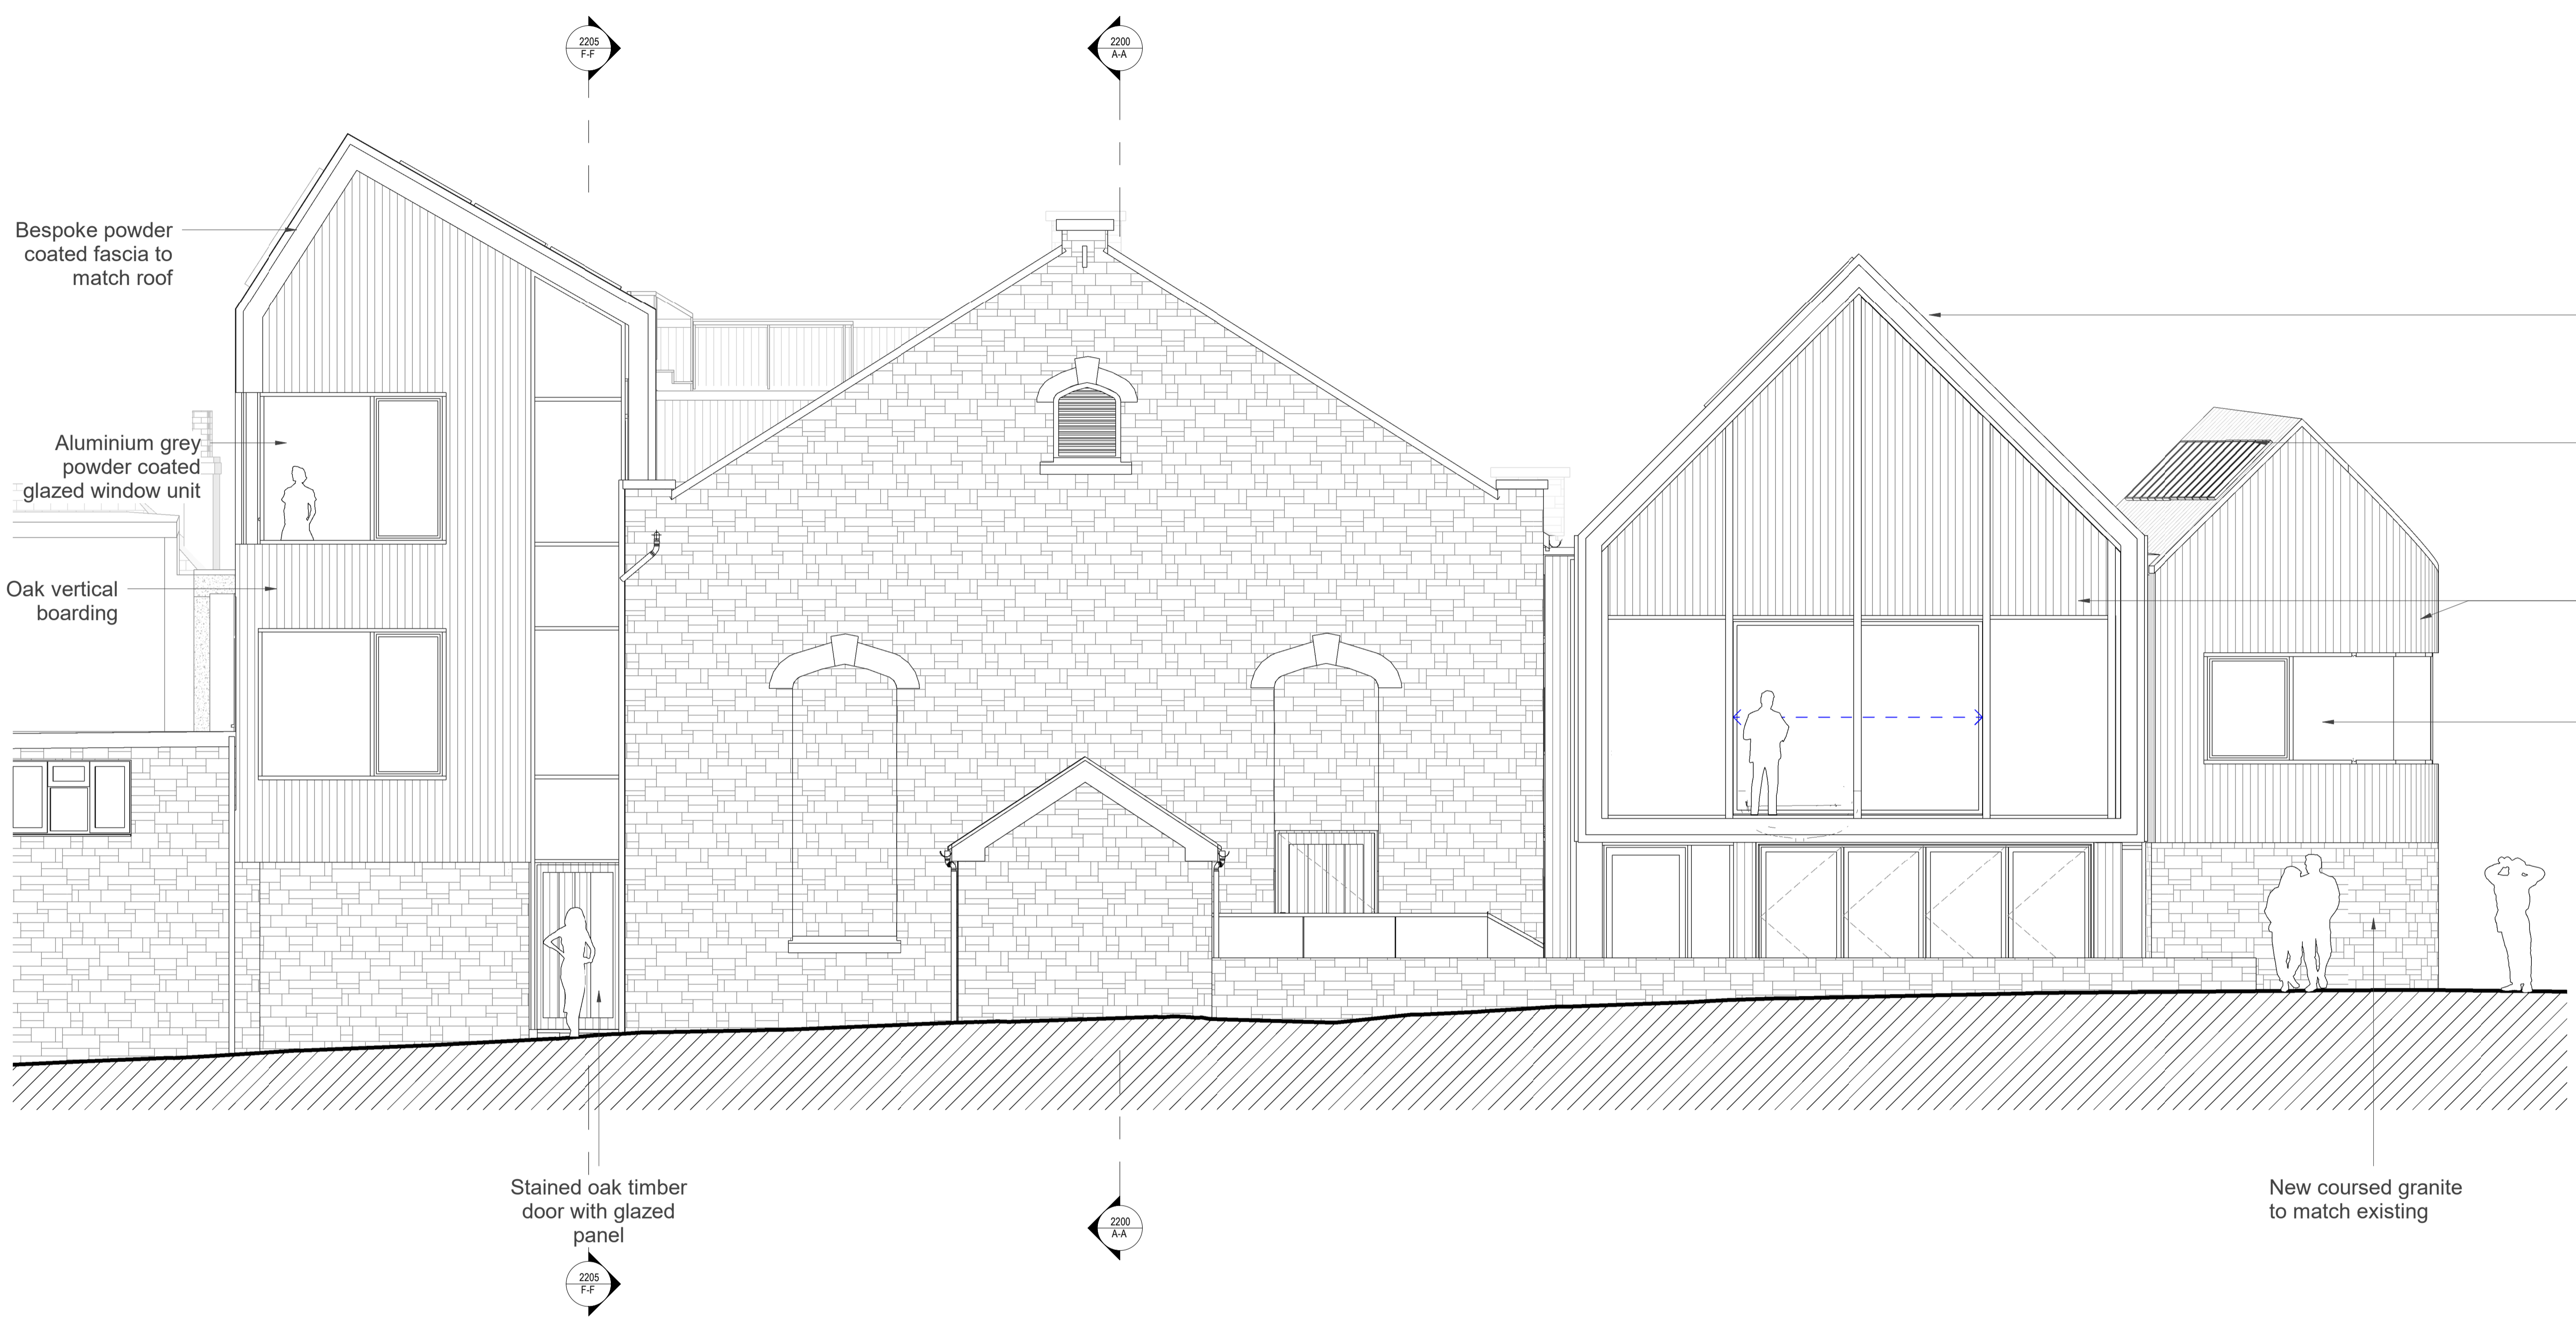 2205
F-F
2200
A-A
Bespoke powder
coated fascia to
match roof
Aluminium grey
powder coated
glazed window unit
Oak vertical
boarding
Stained oak timber
door with glazed
panel
New coursed granite
to match existing
2200
A-A
2205
F-F